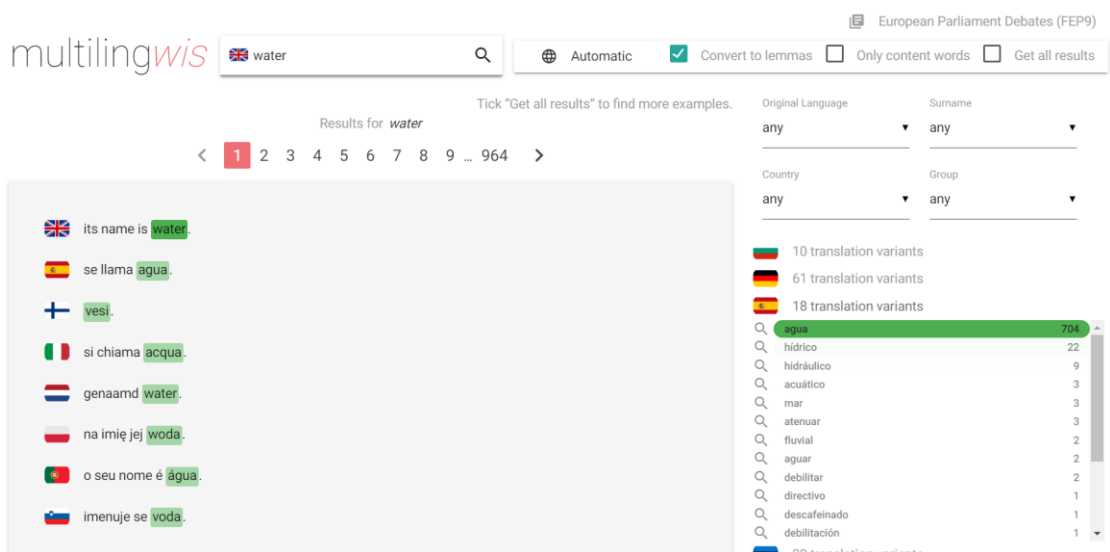 European Parliament Debates (FEP9)
multilingwis
water
Automatic
Convert to lemmas
Only content words
Get all results
Tick "Get all results" to find more examples.
Results for water
1 2 3 4 5 6 7 8 9 ... 964
its name is water.
se llama agua.
vesi.
si chiama acqua.
genaamd water.
na imię jej woda.
o seu nome é água.
imenuje se voda.
Original Language
any
Surname
any
Country
any
Group
any
10 translation variants
61 translation variants
18 translation variants
agua 704
hídrico 22
hidráulico 9
acuático 3
mar 3
atenuar 3
fluvial 2
aguar 2
debilitar 2
directivo 1
descafeinado 1
debilitación 1
translation variants